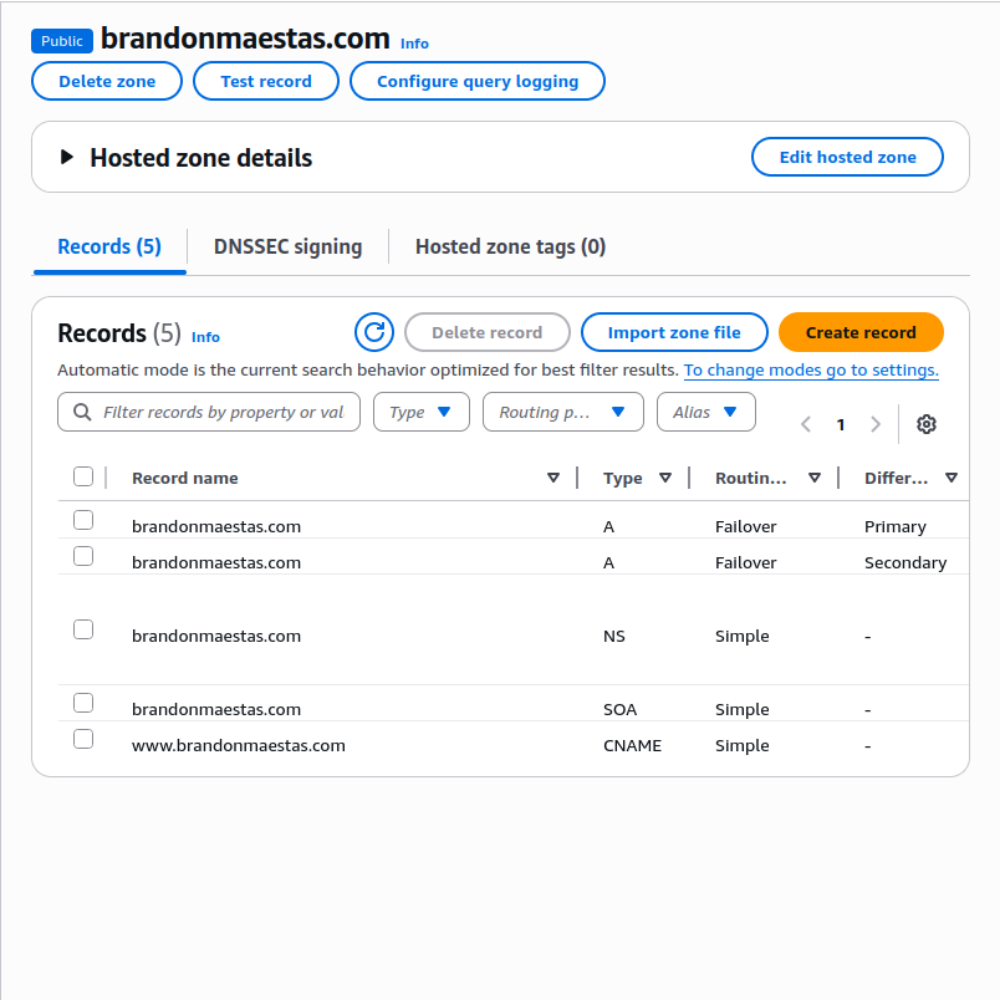 Public brandonmaestas.com Info
Delete zone Test record Configure query logging
Hosted zone details Edit hosted zone
Records (5) DNSSEC signing Hosted zone tags (0)
Records (5) Info Delete record Import zone file Create record
Automatic mode is the current search behavior optimized for best filter results. To change modes go to settings.
Filter records by property or val Type Routing p... Alias 1
Record name Type Routin... Differ...
brandonmaestas.com A Failover Primary
brandonmaestas.com A Failover Secondary
brandonmaestas.com NS Simple -
brandonmaestas.com SOA Simple -
www.brandonmaestas.com CNAME Simple -